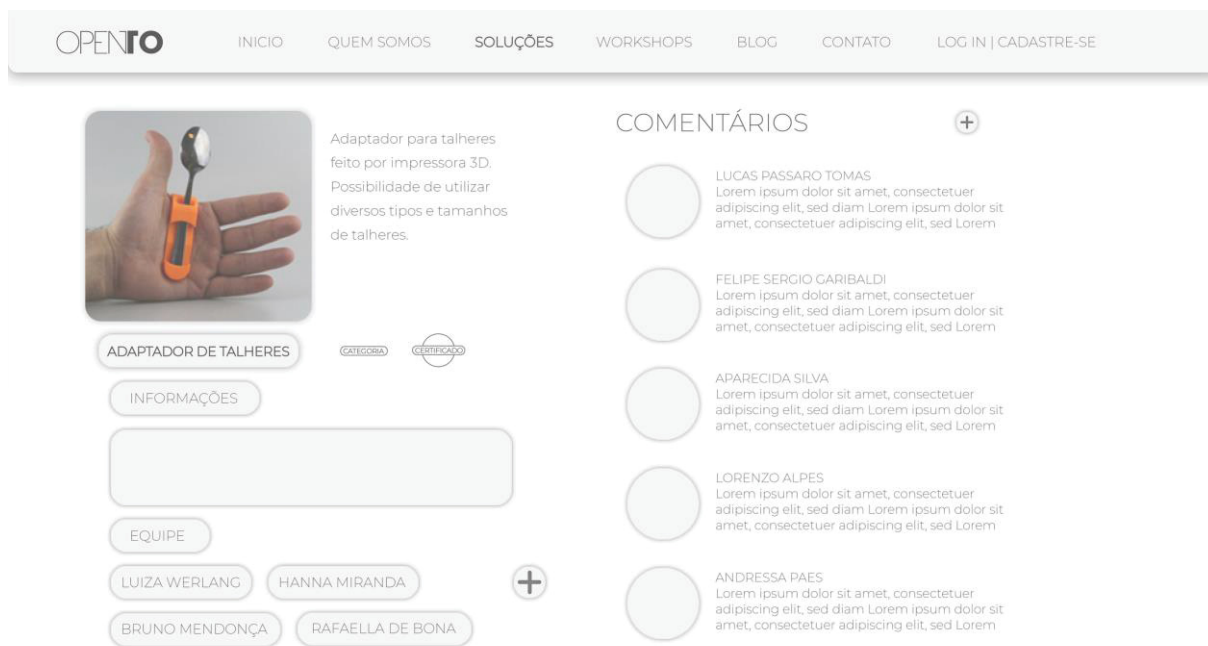 OPENTO
INICIO
QUEM SOMOS
SOLUÇÕES
WORKSHOPS
BLOG
CONTATO
LOG IN | CADASTRE-SE
Adaptador para talheres
feito por impressora 3D.
Possibilidade de utilizar
diversos tipos e tamanhos
de talheres.
ADAPTADOR DE TALHERES
CATEGORIA
CERTIFICADO
INFORMAÇÕES
EQUIPE
LUIZA WERLANG
HANNA MIRANDA
BRUNO MENDONÇA
RAFAELLA DE BONA
COMENTÁRIOS
LUCAS PASSARO TOMAS
Lorem ipsum dolor sit amet, consectetuer
adipiscing elit, sed diam Lorem ipsum dolor sit
amet, consectetuer adipiscing elit, sed Lorem
FELIPE SERGIO GARIBALDI
Lorem ipsum dolor sit amet, consectetuer
adipiscing elit, sed diam Lorem ipsum dolor sit
amet, consectetuer adipiscing elit, sed Lorem
APARECIDA SILVA
Lorem ipsum dolor sit amet, consectetuer
adipiscing elit, sed diam Lorem ipsum dolor sit
amet, consectetuer adipiscing elit, sed Lorem
LORENZO ALPES
Lorem ipsum dolor sit amet, consectetuer
adipiscing elit, sed diam Lorem ipsum dolor sit
amet, consectetuer adipiscing elit, sed Lorem
ANDRESSA PAES
Lorem ipsum dolor sit amet, consectetuer
adipiscing elit, sed diam Lorem ipsum dolor sit
amet, consectetuer adipiscing elit, sed Lorem